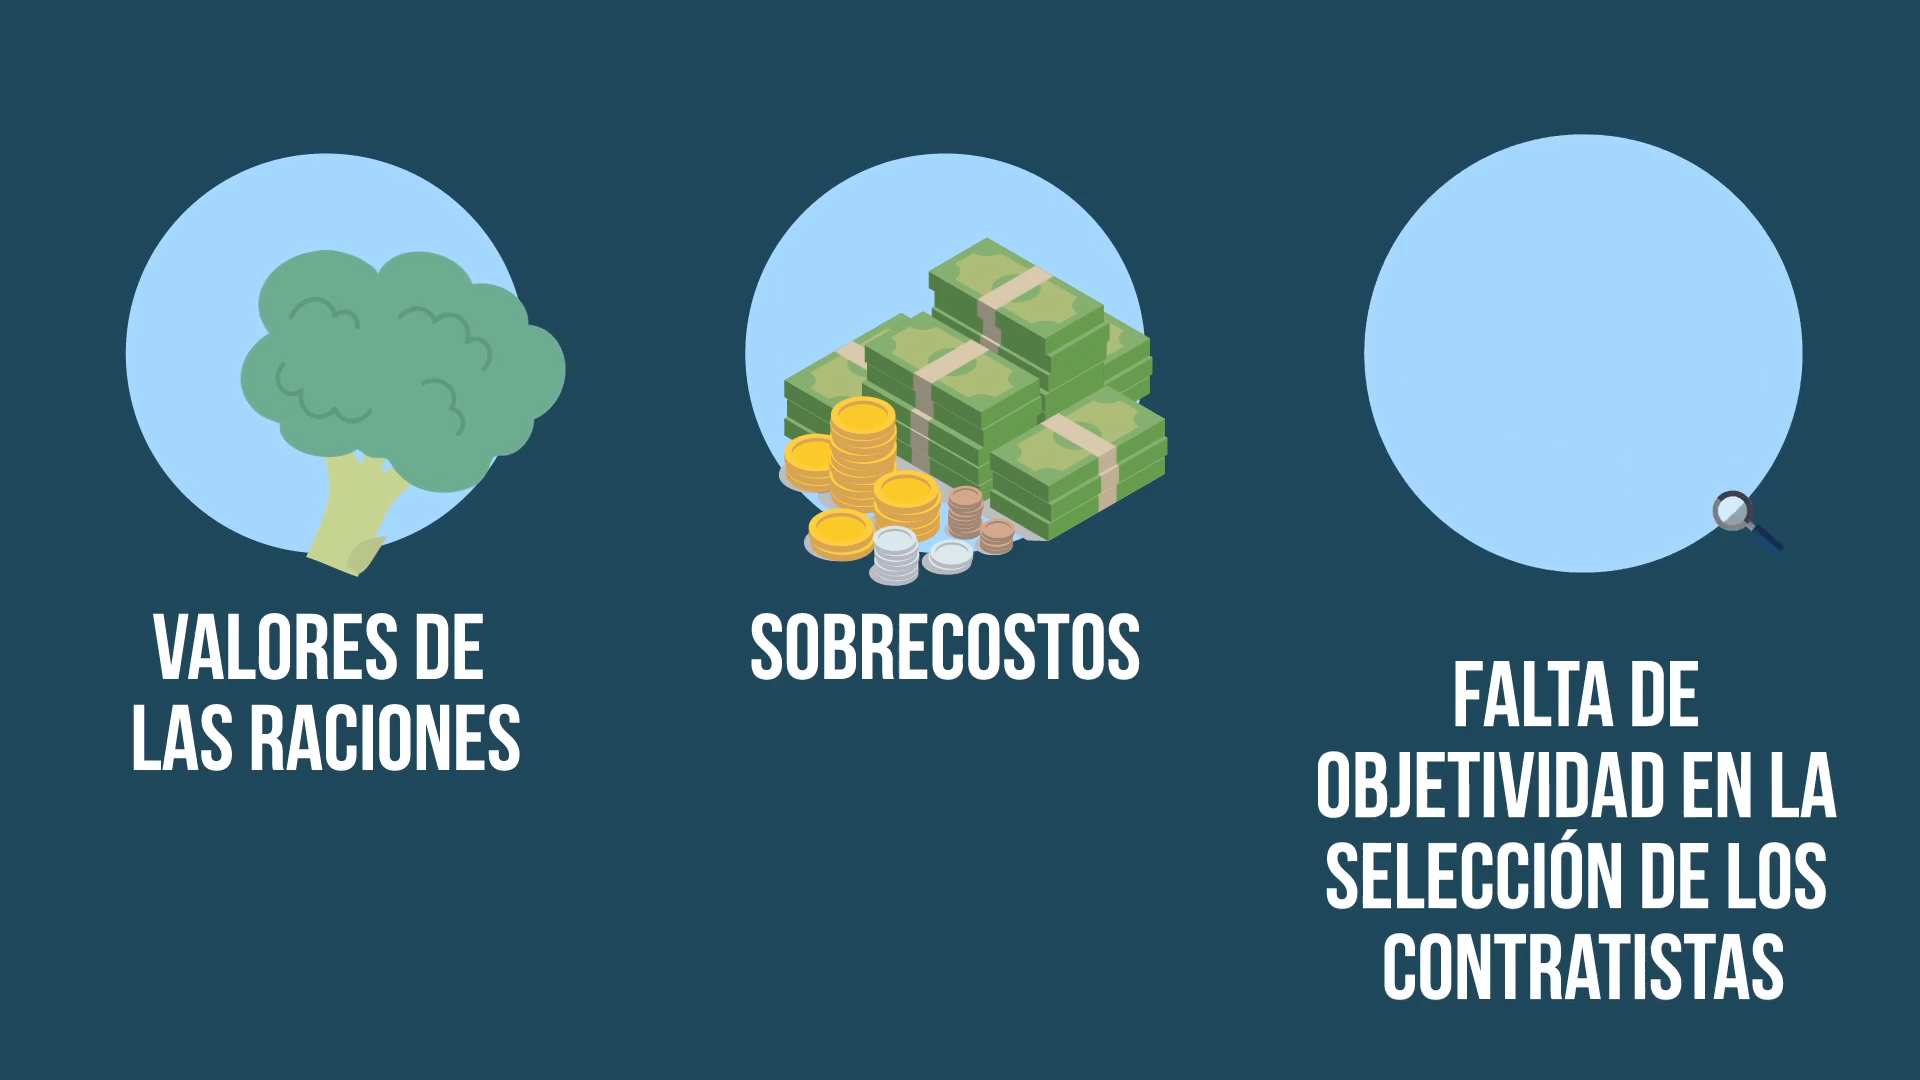 VALORES DE
LAS RACIONES
SOBRECOSTOS
FALTA DE
OBJETIVIDAD EN LA
SELECCIÓN DE LOS
CONTRATISTAS